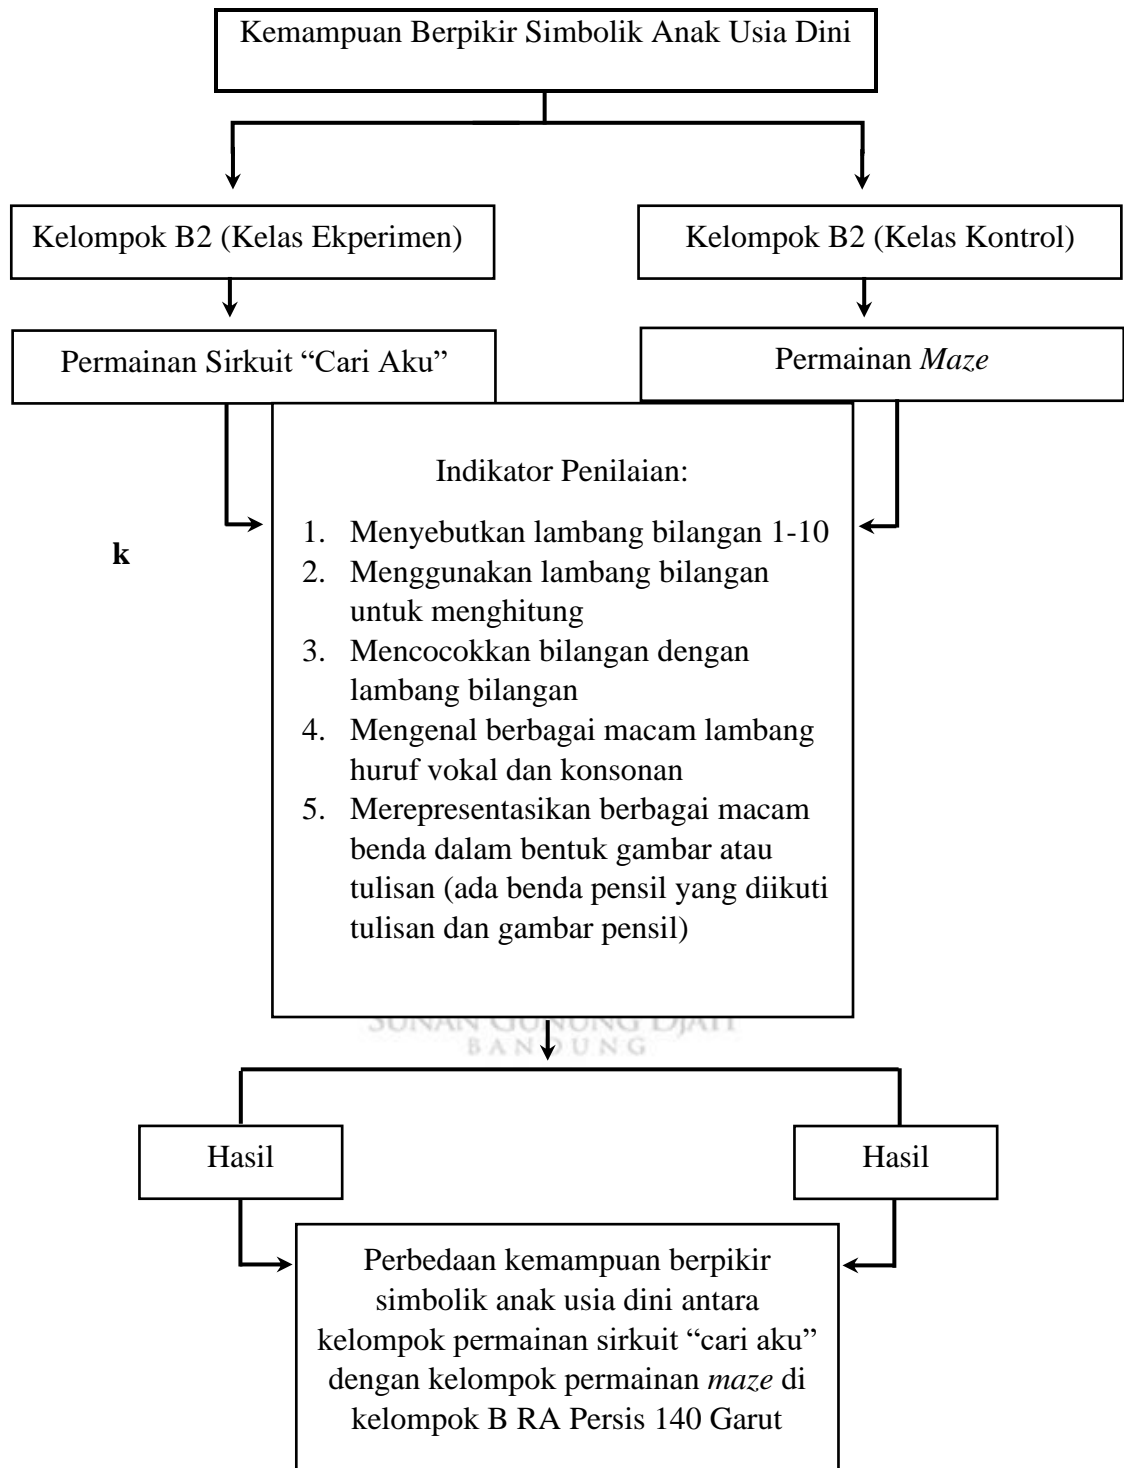 Kemampuan Berpikir Simbolik Anak Usia Dini
Kelompok B2 (Kelas Ekperimen)
Kelompok B2 (Kelas Kontrol)
Permainan Sirkuit “Cari Aku”
Permainan Maze
Indikator Penilaian:
1. Menyebutkan lambang bilangan 1-10
k
2. Menggunakan lambang bilangan
untuk menghitung
3. Mencocokkan bilangan dengan
lambang bilangan
4. Mengenal berbagai macam lambang
huruf vokal dan konsonan
5. Merepresentasikan berbagai macam
benda dalam bentuk gambar atau
tulisan (ada benda pensil yang diikuti
tulisan dan gambar pensil)
SUNAN GUNUNG DJATI
BANDUNG
Hasil
Hasil
Perbedaan kemampuan berpikir
simbolik anak usia dini antara
kelompok permainan sirkuit “cari aku”
dengan kelompok permainan maze di
kelompok B RA Persis 140 Garut